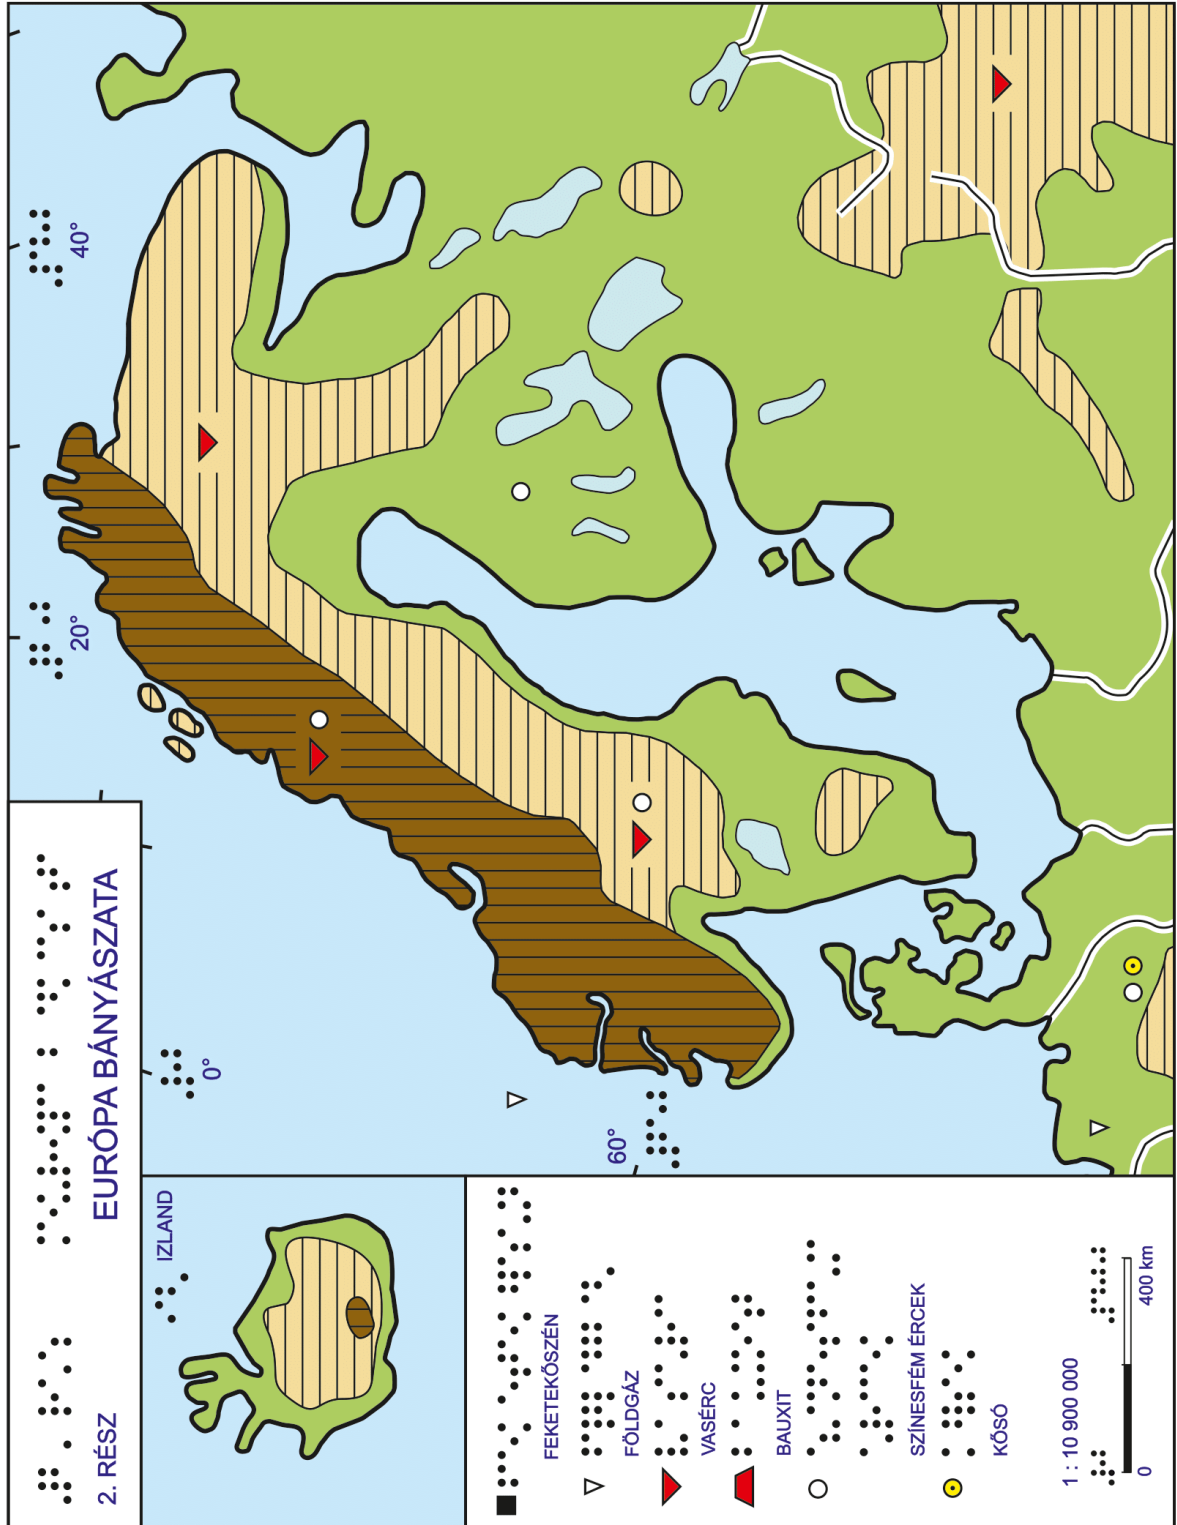 2. RÉSZ
EURÓPA BÁNYÁSZATA
0°
20°
40°
IZLAND
60°
FEKETEKŐSZÉN
FÖLDGÁZ
VASÉRC
BAUXIT
SZÍNESFÉM ÉRCEK
KŐSÓ
1 : 10 900 000
0
400 km